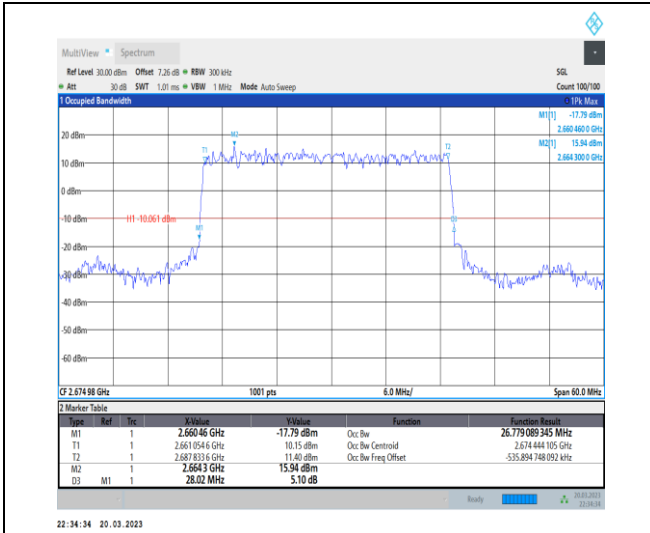 MultiView Spectrum
Ref Level 30.00 dBm Offset 7.26 dB RBW 300 kHz SGL
Att 30 dB SWT 1.01 ms VBW 1 MHz Mode Auto Sweep Count 100/100
1 Occupied Bandwidth 1Pk Max
M1[1] -17.79 dBm
2.660 460 0 GHz
M2[1] 15.94 dBm
2.664 300 0 GHz
20 dBm
M2
T1
T2
10 dBm
0 dBm
-10 dBm
H1 -10.061 dBm
D3
M1
-20 dBm
-30 dBm
-40 dBm
-50 dBm
-60 dBm
CF 2.674 98 GHz 1001 pts 6.0 MHz/ Span 60.0 MHz
2 Marker Table
Type Ref Trc X-Value Y-Value Function Function Result
M1 1 2.660 46 GHz -17.79 dBm Occ Bw 26.779 089 345 MHz
T1 1 2.661 054 6 GHz 10.15 dBm Occ Bw Centroid 2.674 444 105 GHz
T2 1 2.687 833 6 GHz 11.40 dBm Occ Bw Freq Offset -535.894 748 092 kHz
M2 1 2.664 3 GHz 15.94 dBm
D3 M1 1 28.02 MHz 5.10 dB
Ready 20.03.2023
22:34:34
22:34:34 20.03.2023